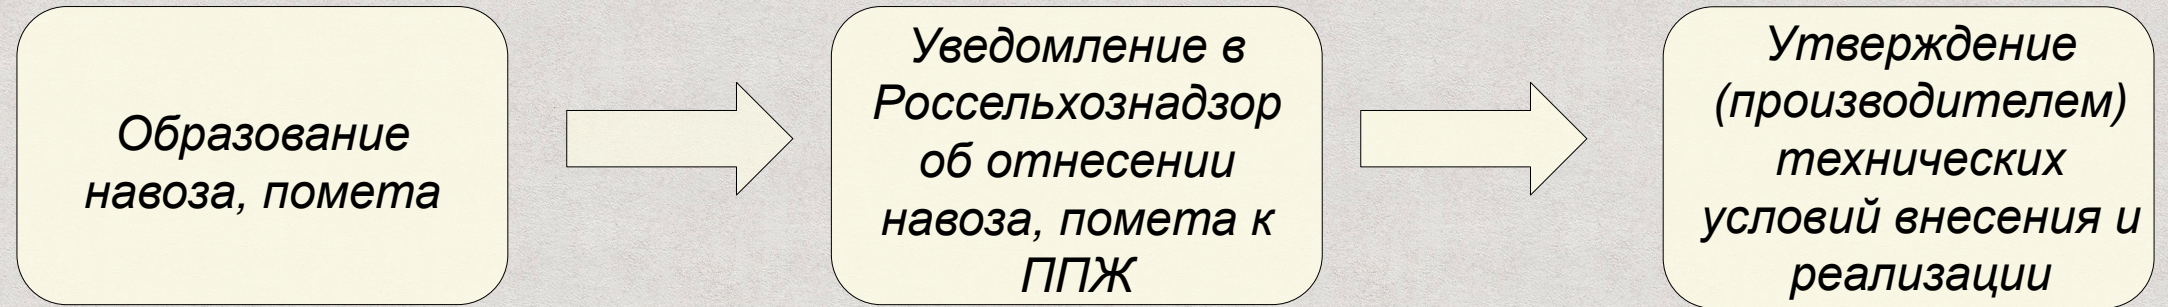 Образование
навоза, помета
Уведомление в
Россельхознадзор
об отнесении
навоза, помета к
ППЖ
Утверждение
(производителем)
технических
условий внесения и
реализации